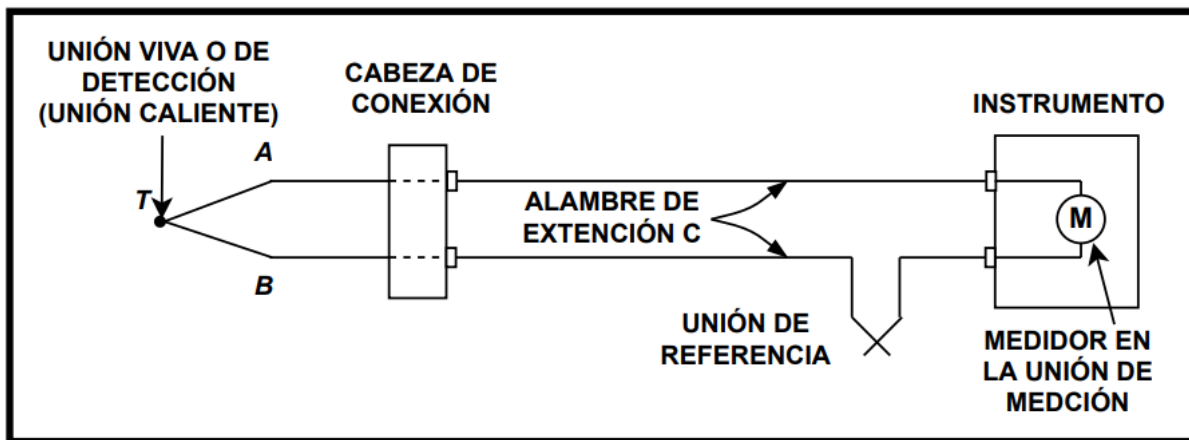 UNIÓN VIVA O DE
DETECCIÓN
(UNIÓN CALIENTE)
CABEZA DE
CONEXIÓN
INSTRUMENTO
A
T
ALAMBRE DE
EXTENCIÓN C
M
B
UNIÓN DE
REFERENCIA
MEDIDOR EN
LA UNIÓN DE
MEDCIÓN